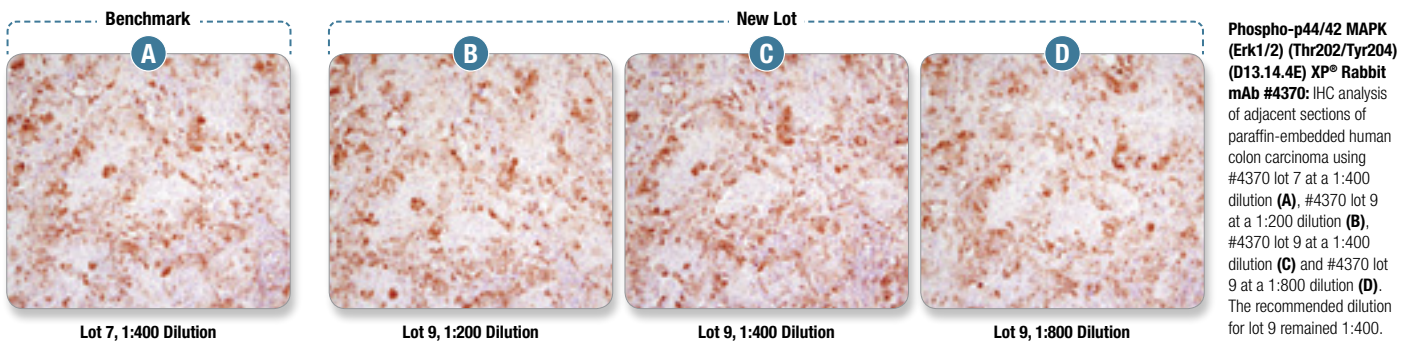 Benchmark
New Lot
A
B
C
D
Lot 7, 1:400 Dilution
Lot 9, 1:200 Dilution
Lot 9, 1:400 Dilution
Lot 9, 1:800 Dilution
Phospho-p44/42 MAPK
(Erk1/2) (Thr202/Tyr204)
(D13.14.4E) XP® Rabbit
mAb #4370: IHC analysis
of adjacent sections of
paraffin-embedded human
colon carcinoma using
#4370 lot 7 at a 1:400
dilution (A), #4370 lot 9
at a 1:200 dilution (B),
#4370 lot 9 at a 1:400
dilution (C) and #4370 lot
9 at a 1:800 dilution (D).
The recommended dilution
for lot 9 remained 1:400.